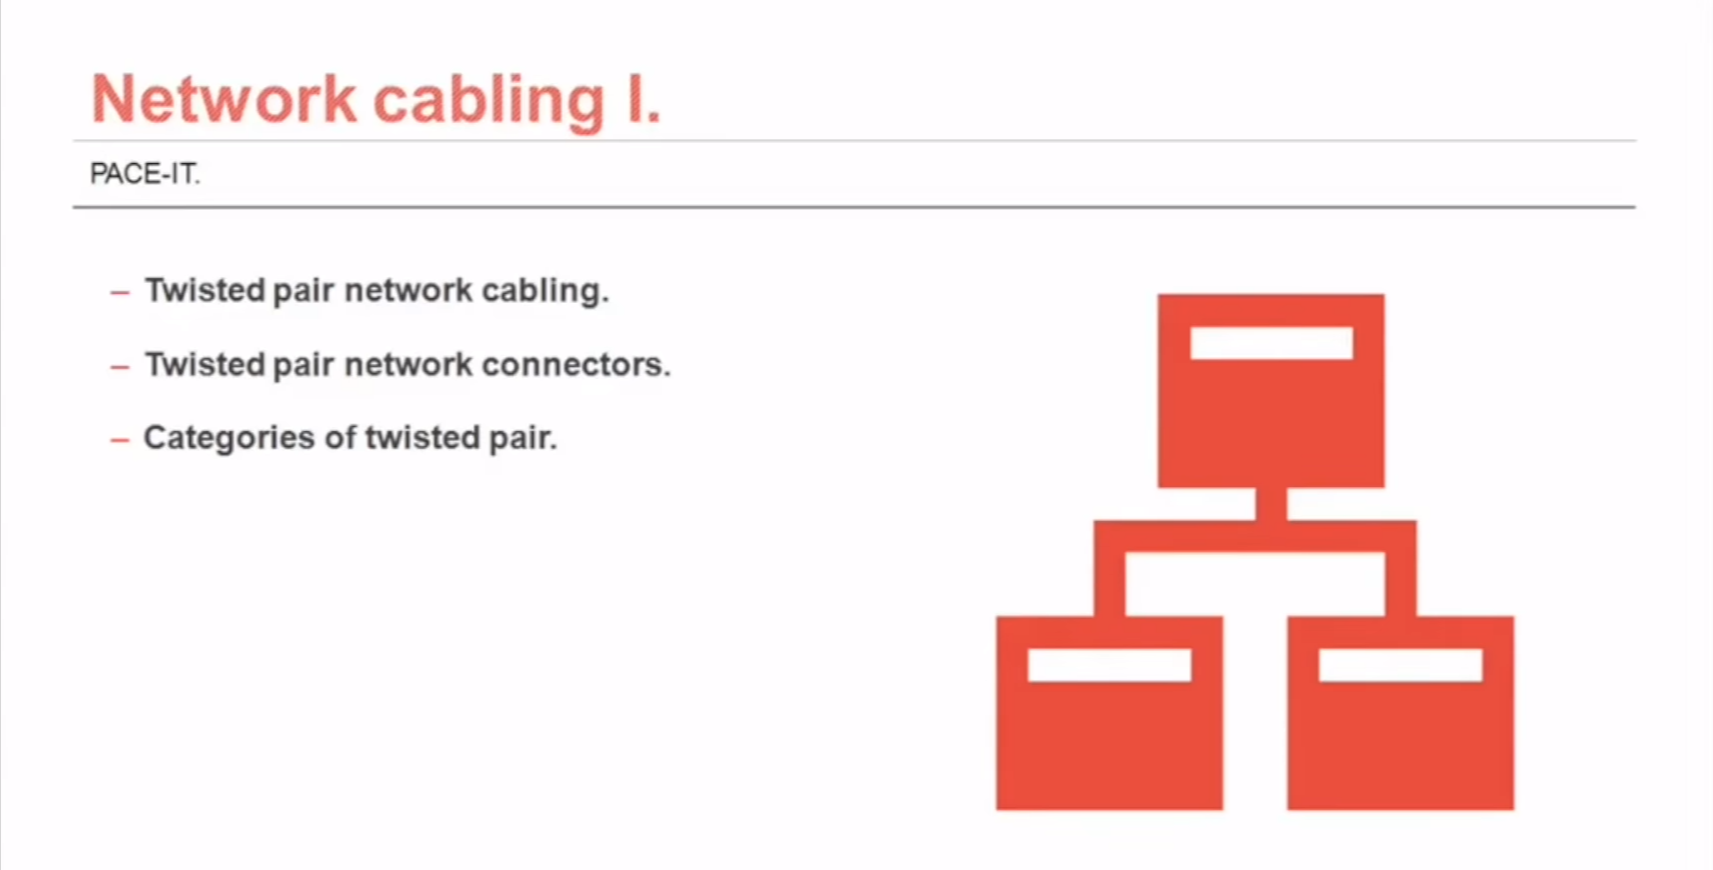 Network cabling I.
PACE-IT.
– Twisted pair network cabling.
– Twisted pair network connectors.
– Categories of twisted pair.